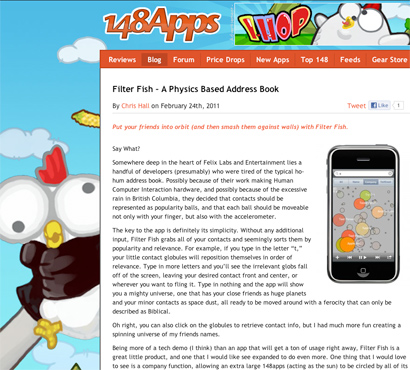 148Apps
IHOP
Reviews Blog Forum Price Drops New Apps Top 148 Feeds Gear Store
Filter Fish – A Physics Based Address Book
By Chris Hall on February 24th, 2011
Tweet Like 1
Put your friends into orbit (and then smash them against walls) with Filter Fish.
Say What?
Somewhere deep in the heart of Felix Labs and Entertainment lies a
handful of developers (presumably) who were tired of the typical ho-
hum address book. Possibly because of their work making Human
Computer Interaction hardware, and possibly because of the excessive
rain in British Columbia, they decided that contacts should be
represented as popularity balls, and that each ball should be moveable
not only with your finger, but also with the accelerometer.
The key to the app is definitely its simplicity. Without any additional
input, Filter Fish grabs all of your contacts and seemingly sorts them by
popularity and relevance. For example, if you type in the letter “t,”
your little contact globules will reposition themselves in order of
relevance. Type in more letters and you’ll see the irrelevant globs fall
off of the screen, leaving your desired contact front and center, or
wherever you want to fling it. Type in nothing and the app will show
you a mighty universe, one that has your close friends as huge planets
and your minor contacts as space dust, all ready to be moved around with a ferocity that can only be
described as Biblical.
Oh right, you can also click on the globules to retrieve contact info, but I had much more fun creating a
spinning universe of my friends names.
Being more of a tech demo (I think) than an app that will get a ton of usage right away, Filter Fish is a
great little product, and one that I would like see expanded to do even more. One thing that I would love
to see is a company function, allowing an extra large 148apps (acting as the sun) to be circled by all of its